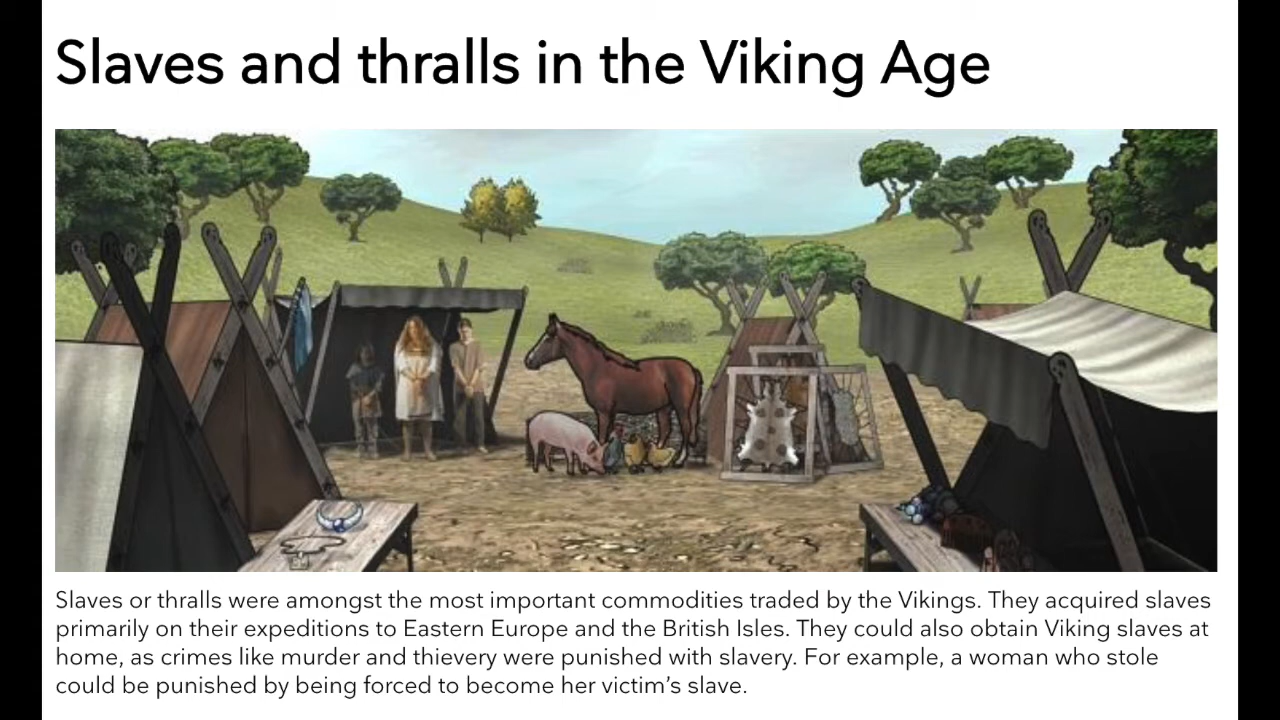 Slaves and thralls in the Viking Age
Slaves or thralls were amongst the most important commodities traded by the Vikings. They acquired slaves
primarily on their expeditions to Eastern Europe and the British Isles. They could also obtain Viking slaves at
home, as crimes like murder and thievery were punished with slavery. For example, a woman who stole
could be punished by being forced to become her victim’s slave.